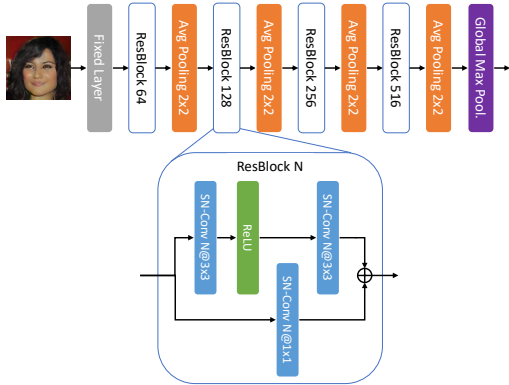 Fixed Layer
ResBlock 64
Avg Pooling 2x2
ResBlock 128
Avg Pooling 2x2
ResBlock 256
Avg Pooling 2x2
ResBlock 516
Avg Pooling 2x2
Global Max Pool.
ResBlock N
SN-Conv N@3x3
ReLU
SN-Conv N@3x3
SN-Conv N@1x1